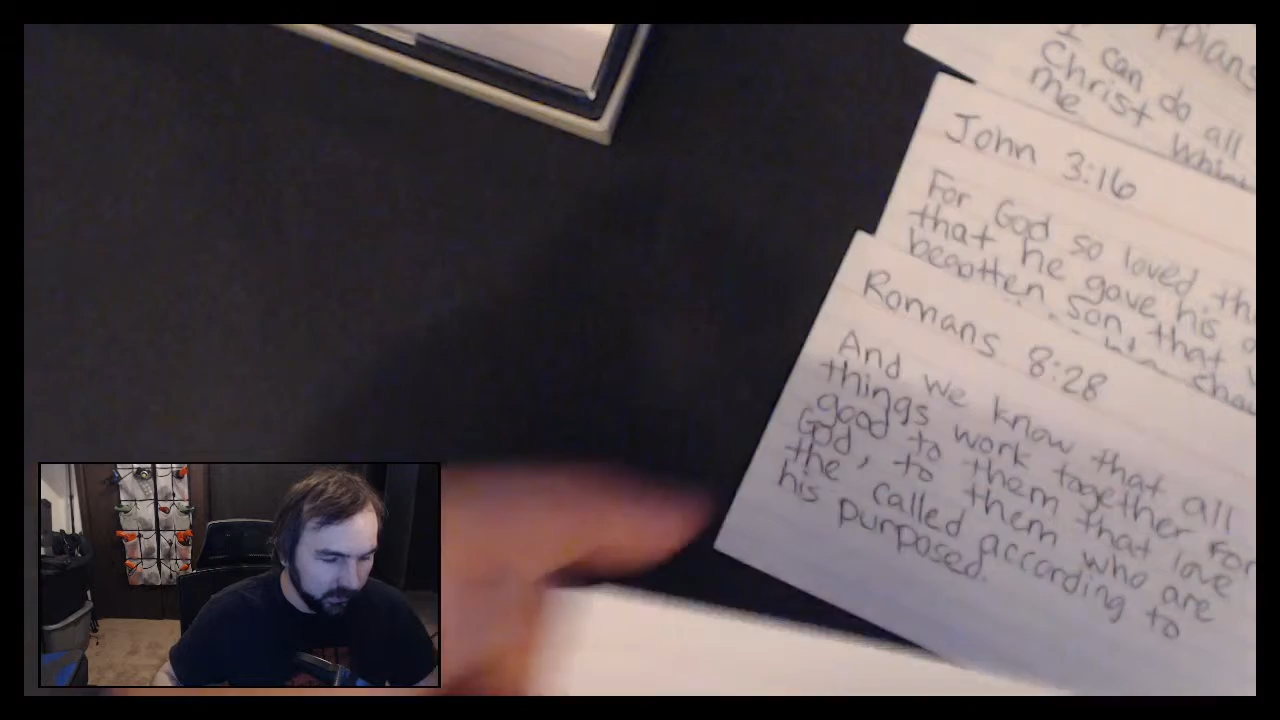 I can do all
Christ
me
John 3:16
For God so loved
that he gave his
begotten son, that
Romans 8:28
And we know that all
things work together for
good to them that love
God, to them who are
the called according to
his purposed.